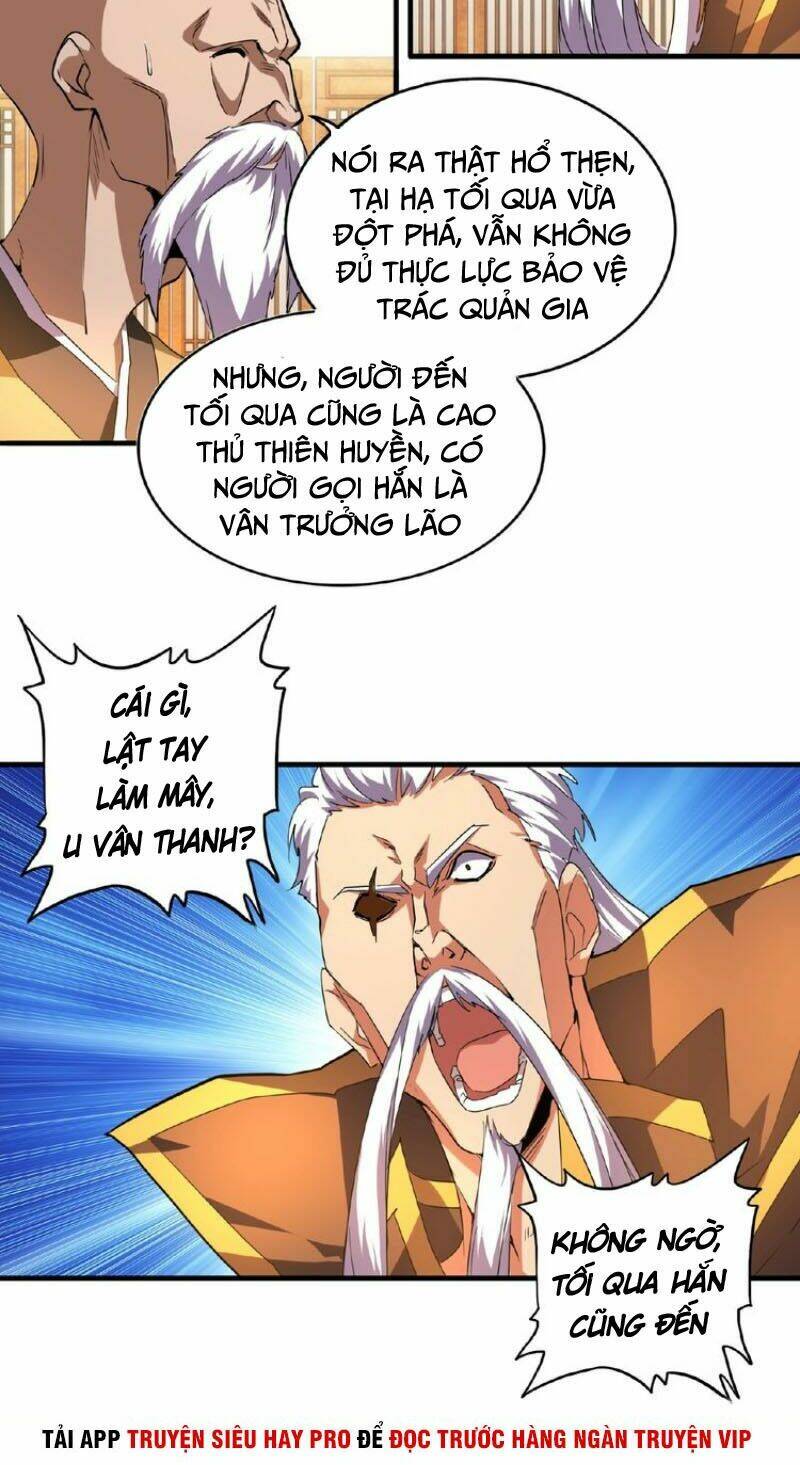 NÓI RA THẬT HỔ THẸN,
TẠI HẠ TỐI QUA VỪA
ĐỘT PHÁ, VẪN KHÔNG
ĐỦ THỰC LỰC BẢO VỆ
TRÁC QUẢN GIA
NHƯNG, NGƯỜI ĐẾN
TỐI QUA CŨNG LÀ CAO
THỦ THIÊN HUYỀN, CÓ
NGƯỜI GỌI HẮN LÀ
VÂN TRƯỞNG LÃO
CÁI GÌ,
LẬT TAY
LÀM MÂY,
U VÂN THANH?
KHÔNG NGỜ,
TỐI QUA HẮN
CŨNG ĐẾN
TẢI APP TRUYỆN SIÊU HAY PRO ĐỂ ĐỌC TRƯỚC HÀNG NGÀN TRUYỆN VIP